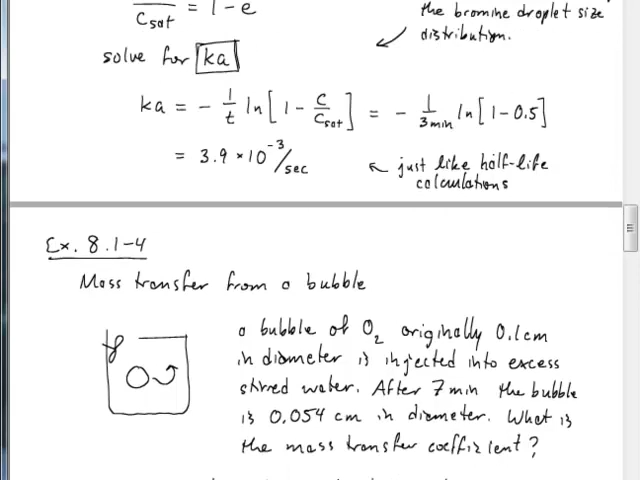 / Csat = 1 - e
the bromine droplet size
distribution.
solve for ka
ka = - 1/t ln[1 - C/Csat] = - 1/3min ln[1-0.5]
= 3.9 × 10^-3/sec
just like half-life
calculations
Ex. 8.1-4
Mass transfer from a bubble
a bubble of O2 originally 0.1cm
in diameter is injected into excess
stirred water. After 7 min the bubble
is 0.054 cm in diameter. What is
the mass transfer coefficient?